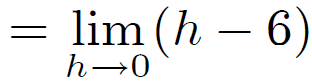 = lim_{h→0} (h − 6)